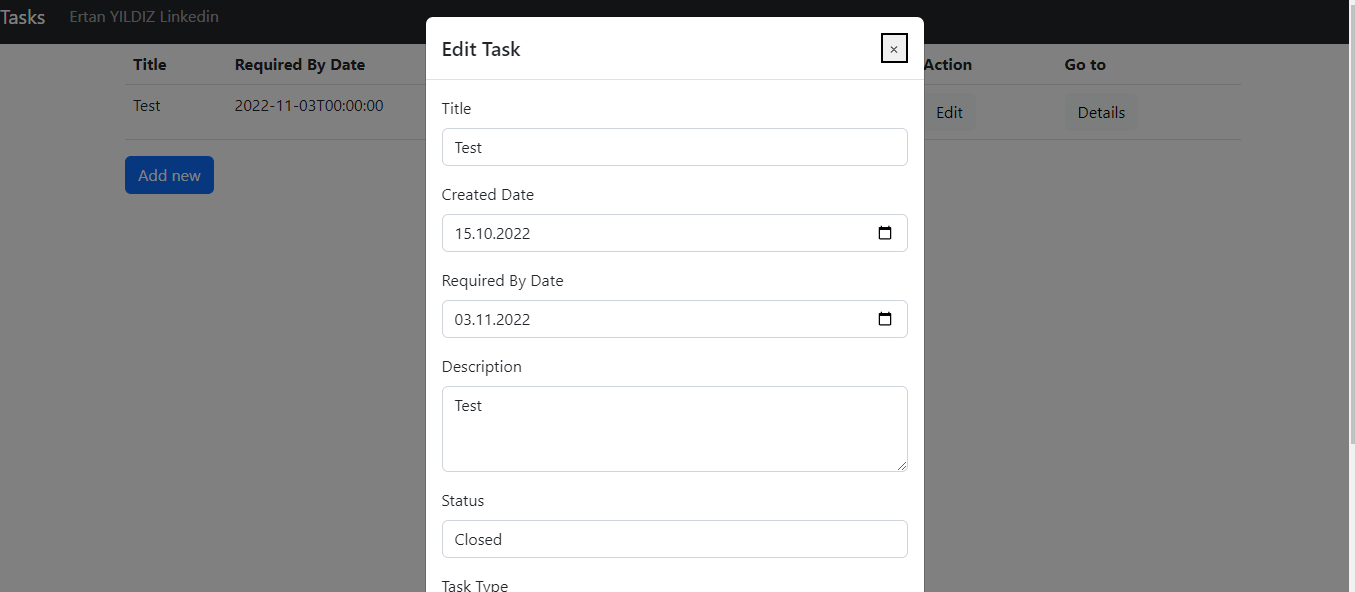 Tasks Ertan YILDIZ Linkedin
Edit Task ×
Title Required By Date Action Go to
Test 2022-11-03T00:00:00 Edit Details
Add new
Title
Test
Created Date
15.10.2022
Required By Date
03.11.2022
Description
Test
Status
Closed
Task Type